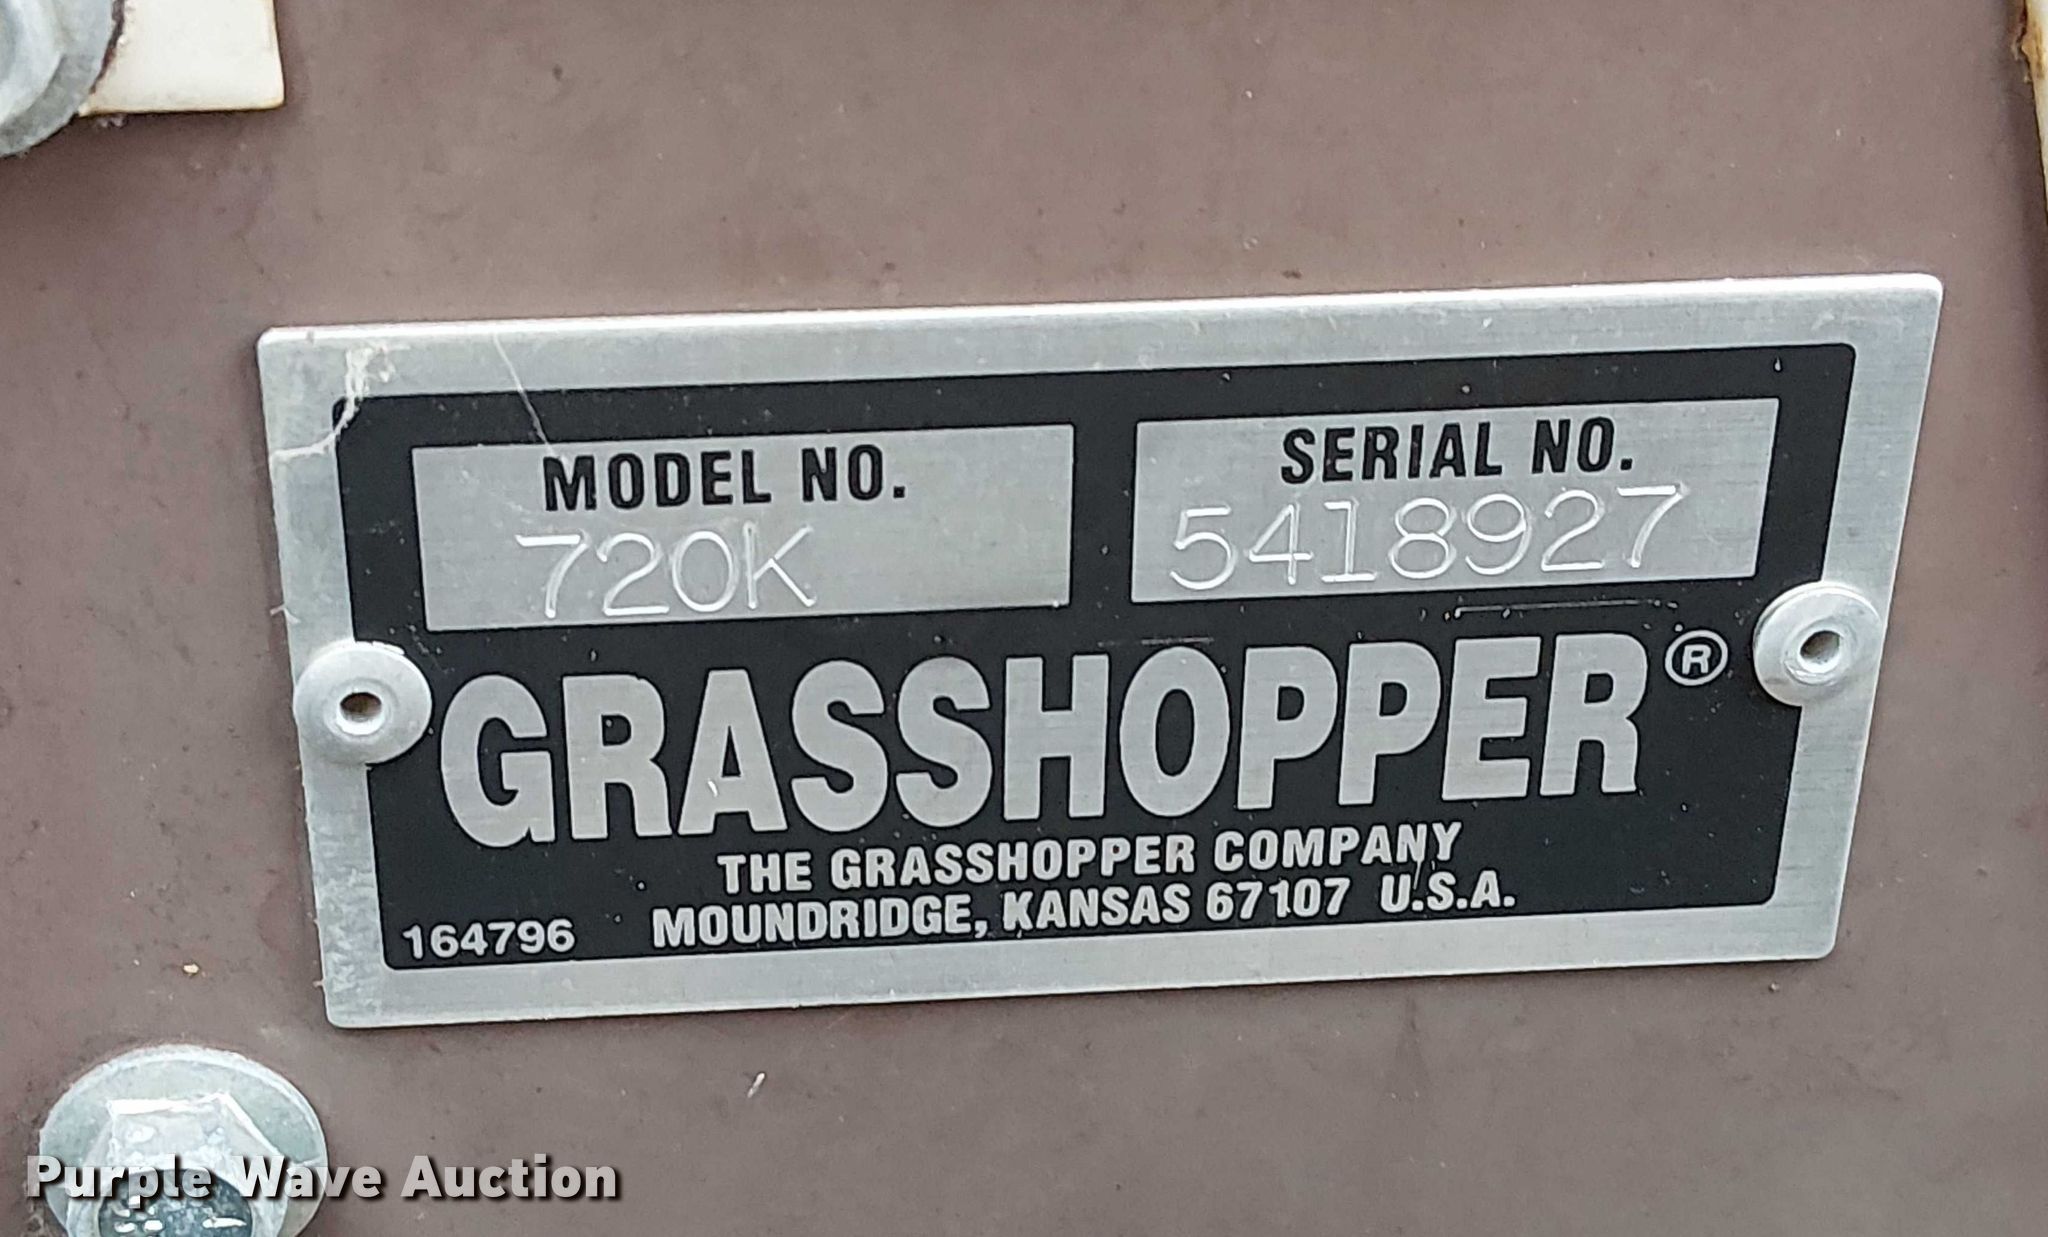 MODEL NO.
720K
SERIAL NO.
5418927
GRASSHOPPER®
THE GRASSHOPPER COMPANY
MOUNDRIDGE, KANSAS 67107 U.S.A.
164796
Purple Wave Auction